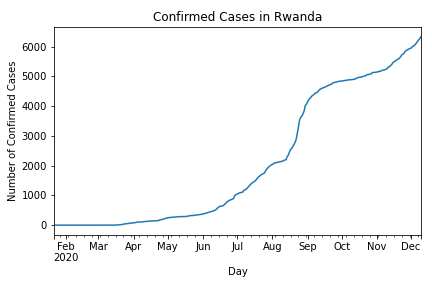 Confirmed Cases in Rwanda
Number of Confirmed Cases
6000
5000
4000
3000
2000
1000
0
Feb Mar Apr May Jun Jul Aug Sep Oct Nov Dec
2020
Day